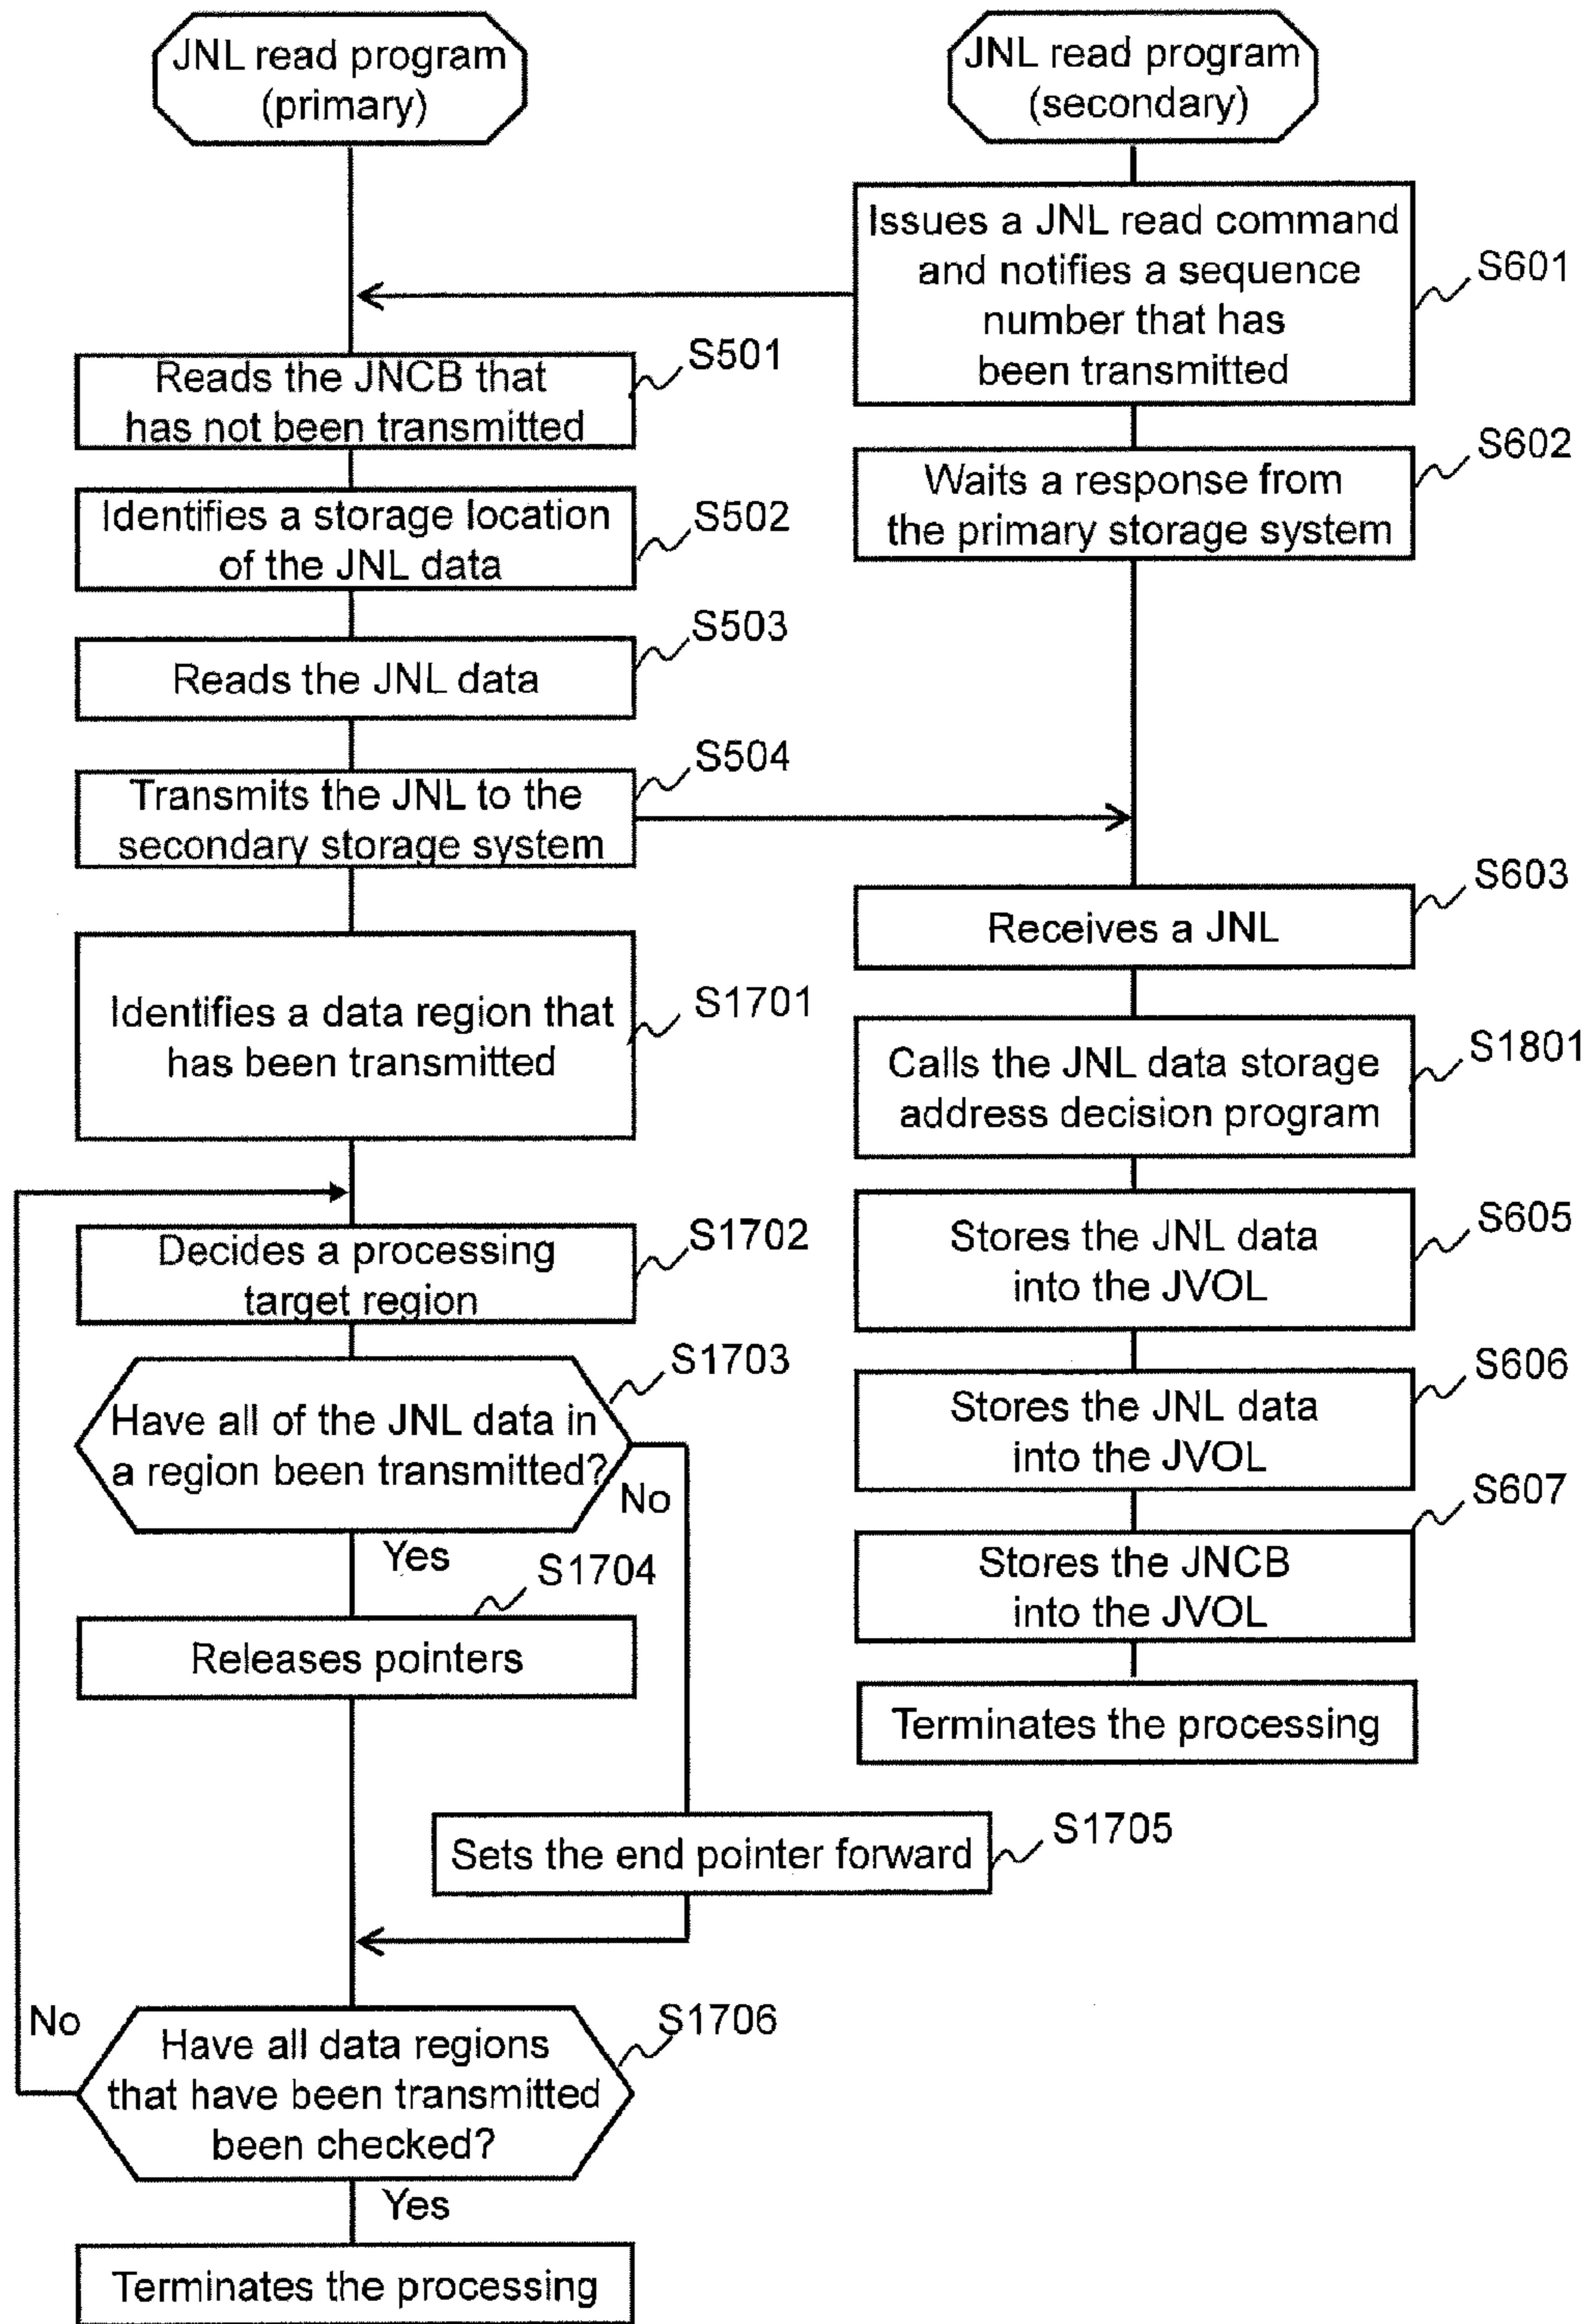 JNL read program
(primary)
JNL read program
(secondary)
Issues a JNL read command
and notifies a sequence
number that has
been transmitted
S601
Reads the JNCB that
has not been transmitted
S501
Waits a response from
the primary storage system
S602
Identifies a storage location
of the JNL data
S502
Reads the JNL data
S503
Transmits the JNL to the
secondary storage system
S504
Receives a JNL
S603
Identifies a data region that
has been transmitted
S1701
Calls the JNL data storage
address decision program
S1801
Decides a processing
target region
S1702
Stores the JNL data
into the JVOL
S605
Have all of the JNL data in
a region been transmitted?
S1703
No
Yes
Stores the JNL data
into the JVOL
S606
Stores the JNCB
into the JVOL
S607
Releases pointers
S1704
Terminates the processing
Sets the end pointer forward
S1705
No
Have all data regions
that have been transmitted
been checked?
S1706
Yes
Terminates the processing